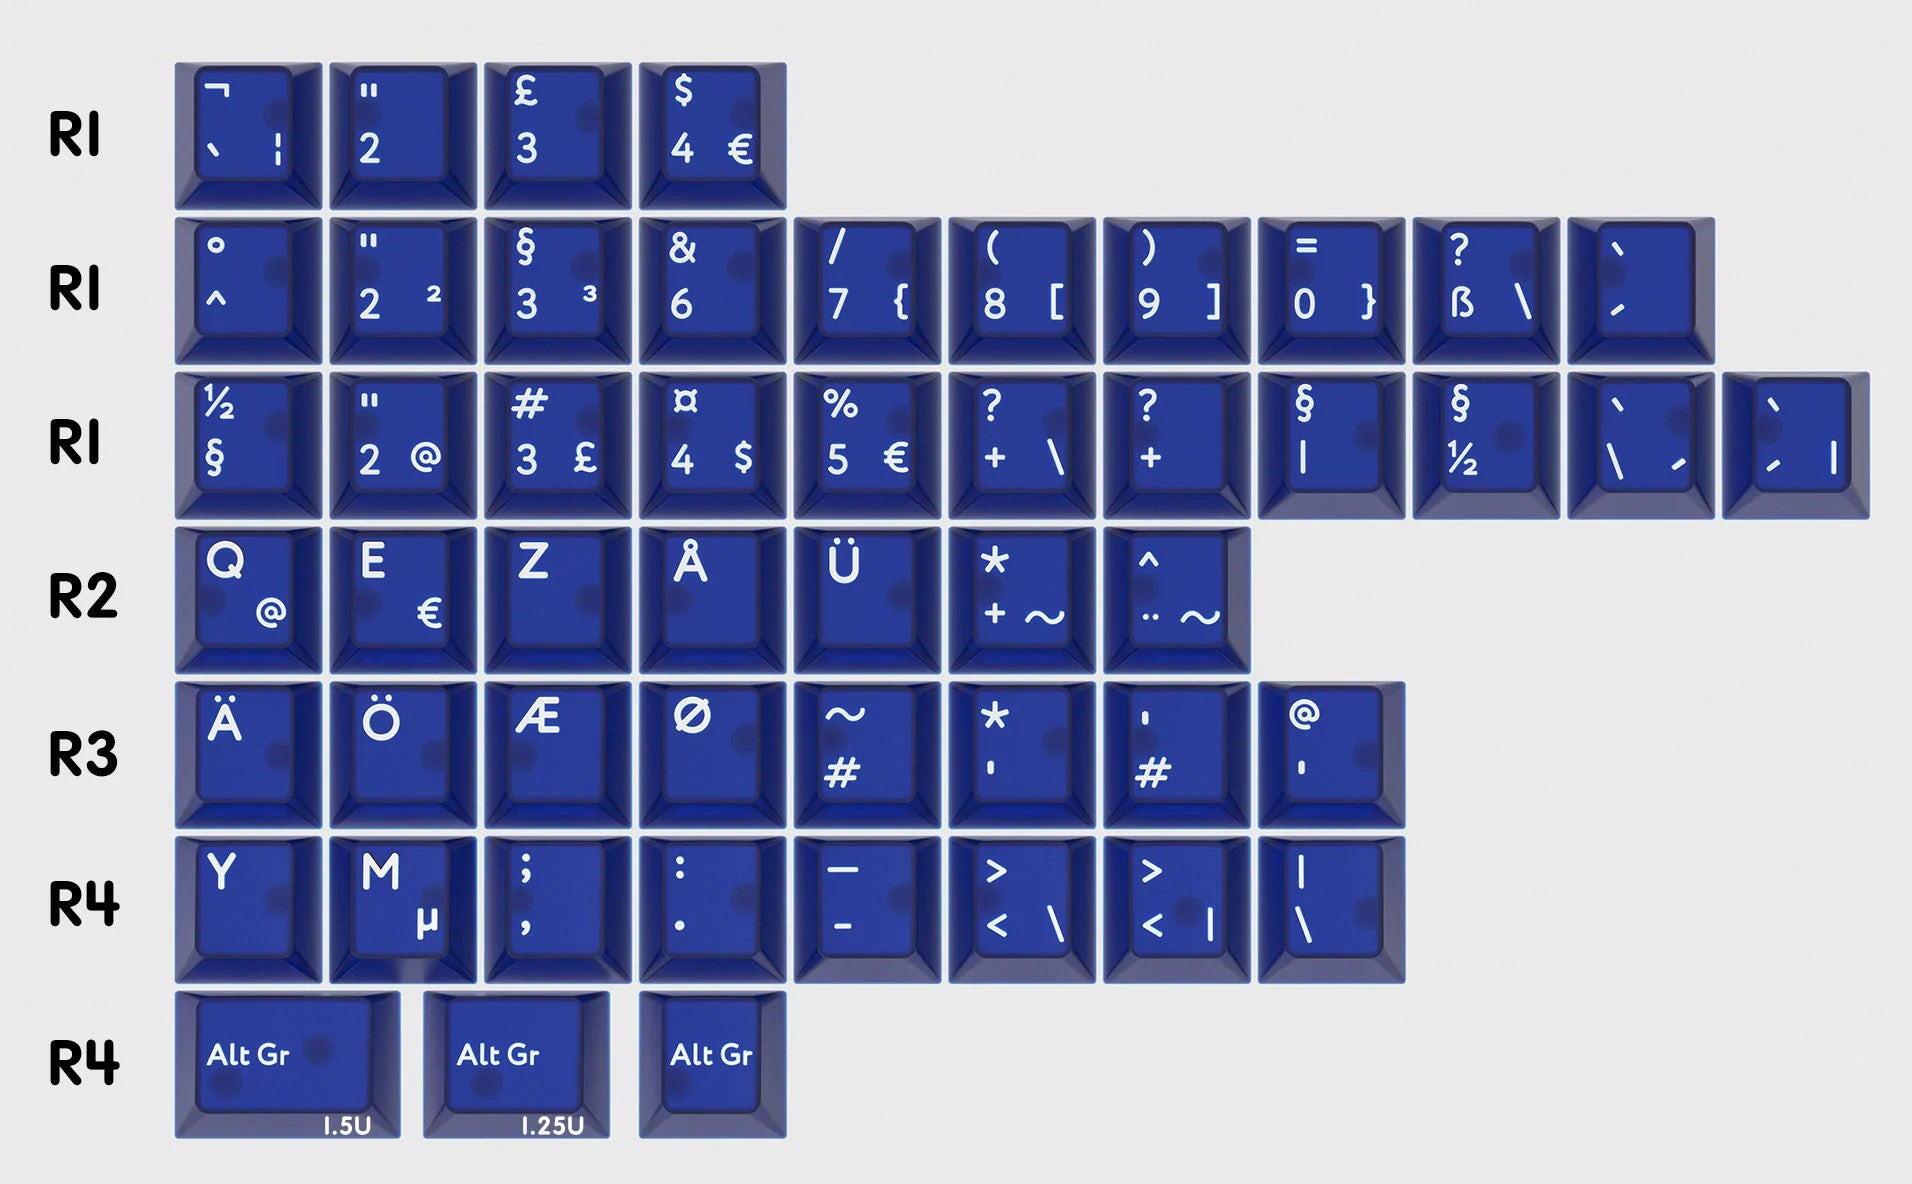 ¬ " £ $
R1
` ¦ 2 3 4 €
° " § & / ( ) = ? `
R1
^ 2 ² 3 ³ 6 7 { 8 [ 9 ] 0 } ß \ ´
½ " # ¤ % ? ? § § ` `
R1
§ 2 @ 3 £ 4 $ 5 € + \ + | ½ \ ´ ´ |
Q E Z Å Ü * ^
R2
@ € + ~ ¨ ~
Ä Ö Æ Ø ~ * ' @
R3
# ' # '
Y M ; : — > > |
R4
µ , . - < \ < | \
R4 Alt Gr Alt Gr Alt Gr
1.5U 1.25U